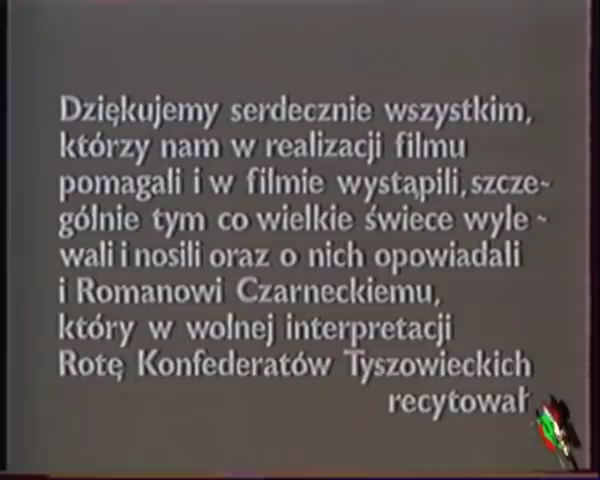 Dziękujemy serdecznie wszystkim,
którzy nam w realizacji filmu
pomagali i w filmie wystąpili, szcze-
gólnie tym co wielkie świece wyle-
wali i nosili oraz o nich opowiadali
i Romanowi Czarneckiemu,
który w wolnej interpretacji
Rotę Konfederatów Tyszowieckich
recytował